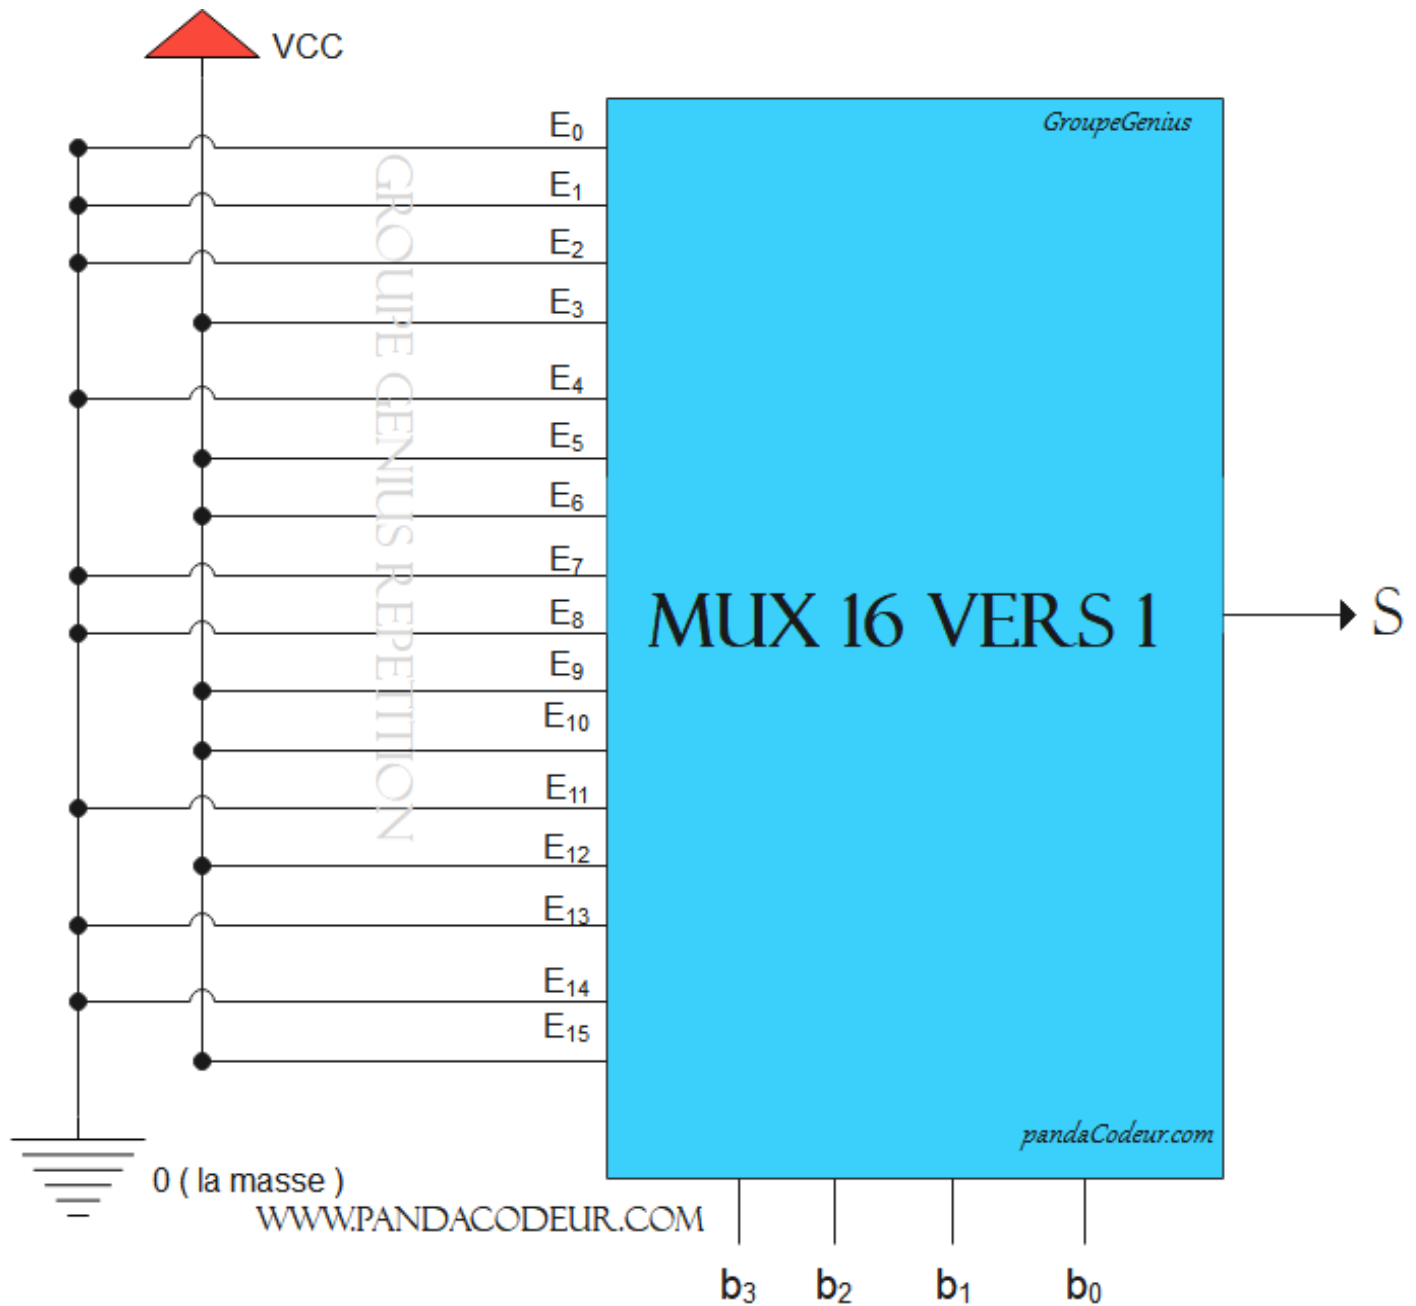 VCC
GroupeGenius
E0
E1
E2
E3
E4
E5
E6
E7
E8
E9
E10
E11
E12
E13
E14
E15
GROUPE GENIUS REPETITION
MUX 16 VERS 1
S
pandaCodeur.com
0 ( la masse )
WWW.PANDACODEUR.COM
b3 b2 b1 b0